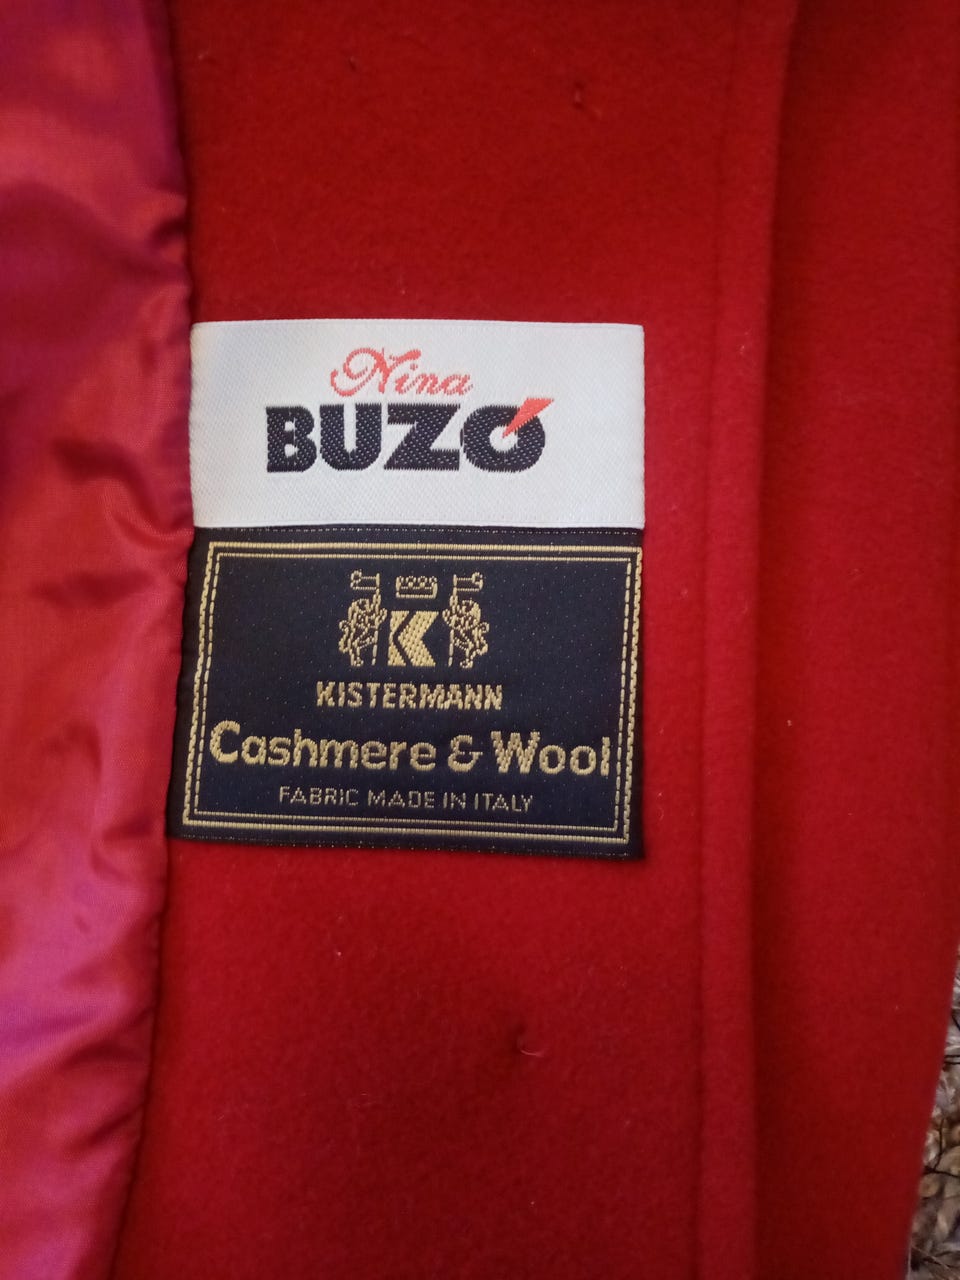 Nina
BUZÓ
K
KISTERMANN
Cashmere & Wool
FABRIC MADE IN ITALY